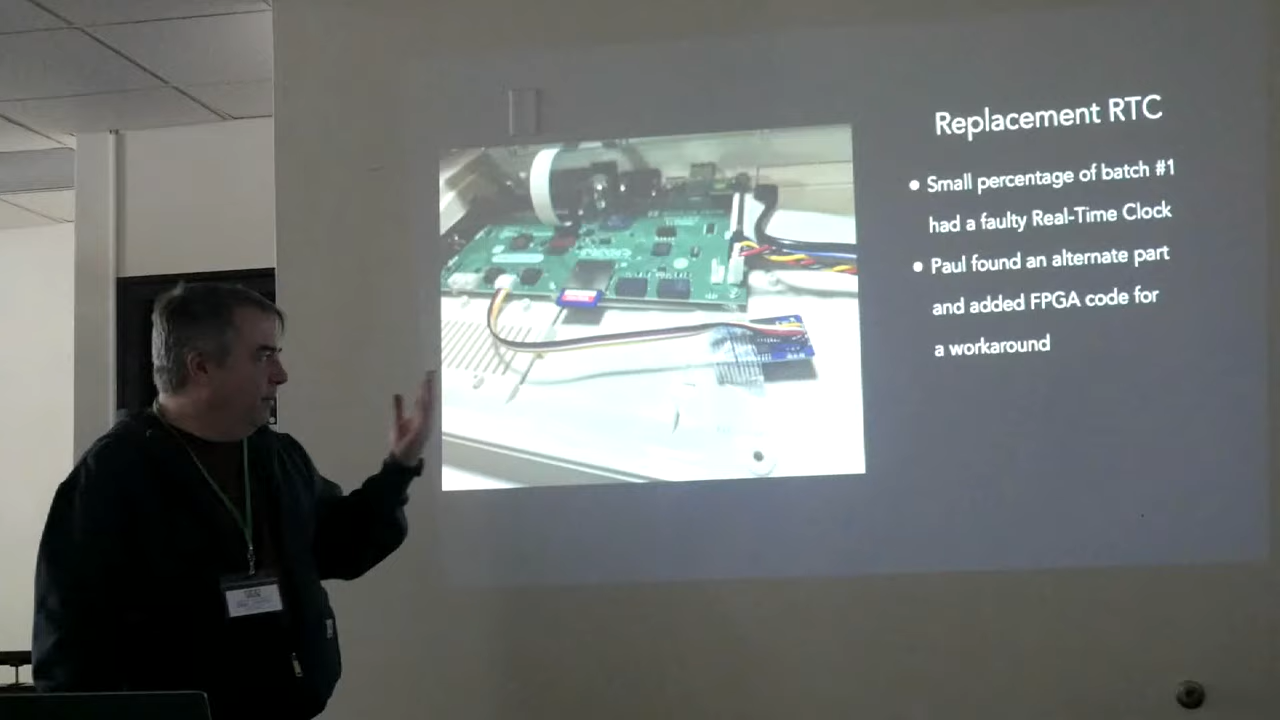 Replacement RTC
• Small percentage of batch #1
had a faulty Real-Time Clock
• Paul found an alternate part
and added FPGA code for
a workaround